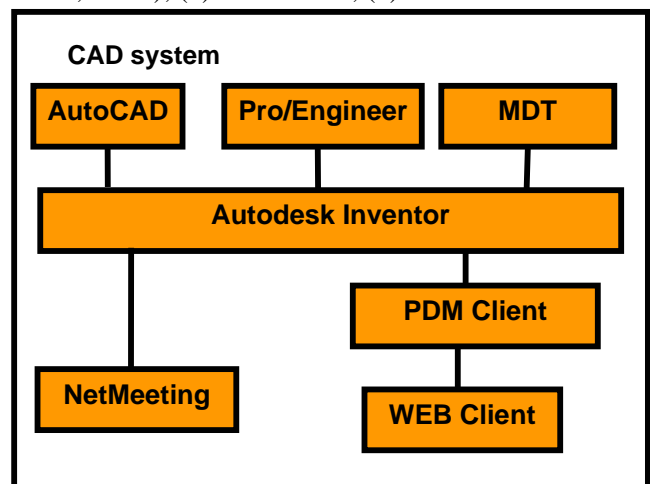 CAD system
AutoCAD
Pro/Engineer
MDT
Autodesk Inventor
PDM Client
NetMeeting
WEB Client